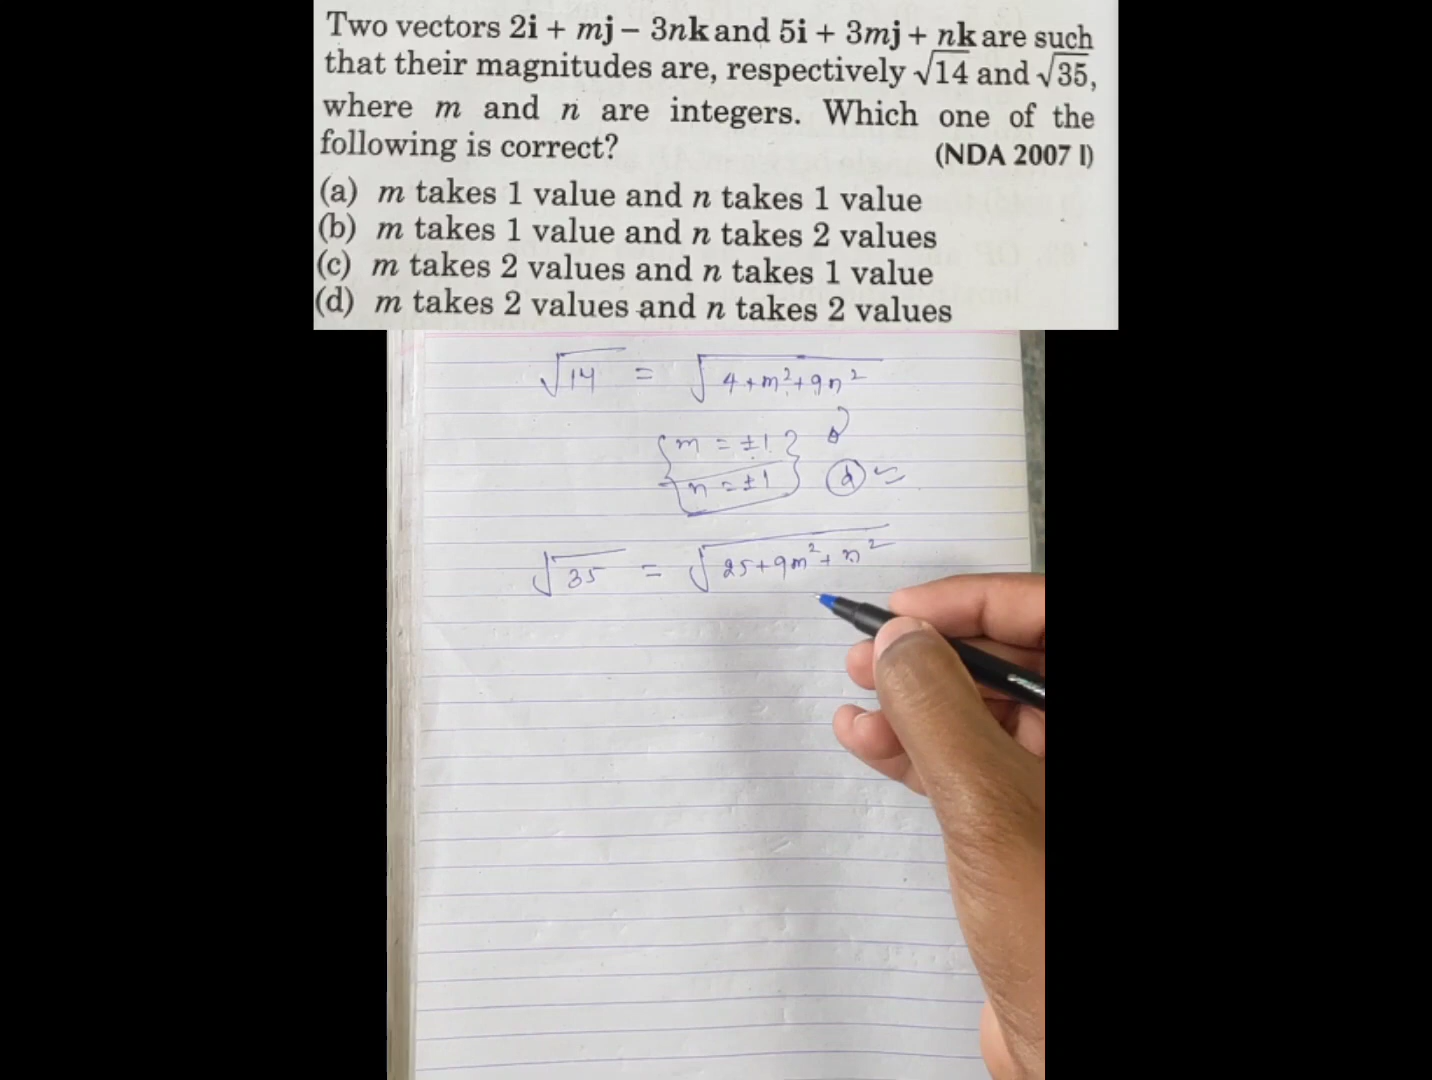 Two vectors 2i + mj – 3nk and 5i + 3mj + nk are such
that their magnitudes are, respectively √14 and √35,
where m and n are integers. Which one of the
following is correct? (NDA 2007 I)
(a) m takes 1 value and n takes 1 value
(b) m takes 1 value and n takes 2 values
(c) m takes 2 values and n takes 1 value
(d) m takes 2 values and n takes 2 values
√14 = √4+m²+9n²
m = ±1
n = ±1 d
√35 = √25+9m²+n²